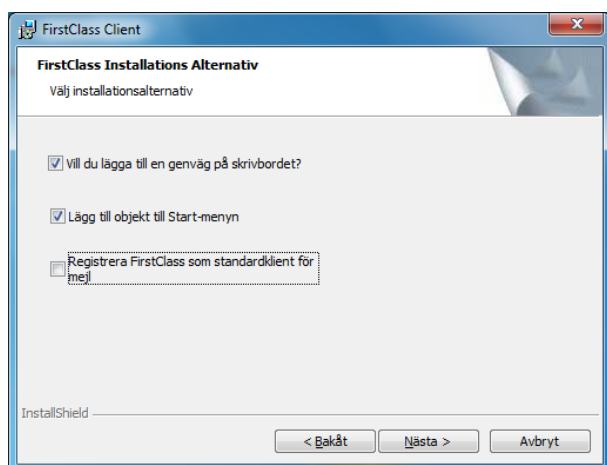 FirstClass Client
FirstClass Installations Alternativ
Välj installationsalternativ
Vill du lägga till en genväg på skrivbordet?
Lägg till objekt till Start-menyn
Registrera FirstClass som standardklient för
mejl
InstallShield
< Bakåt
Nästa >
Avbryt